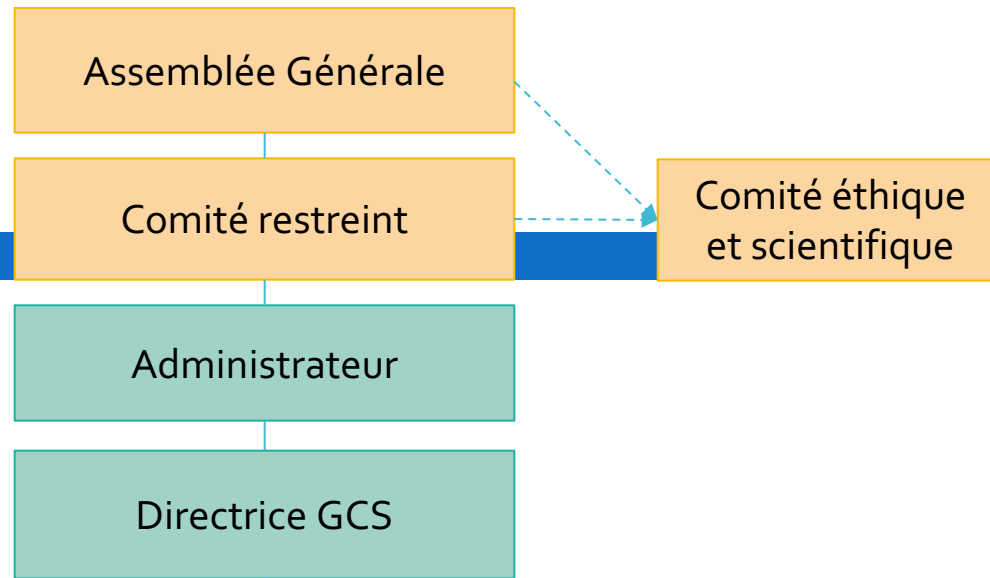 Assemblée Générale
Comité restreint
Comité éthique
et scientifique
Administrateur
Directrice GCS